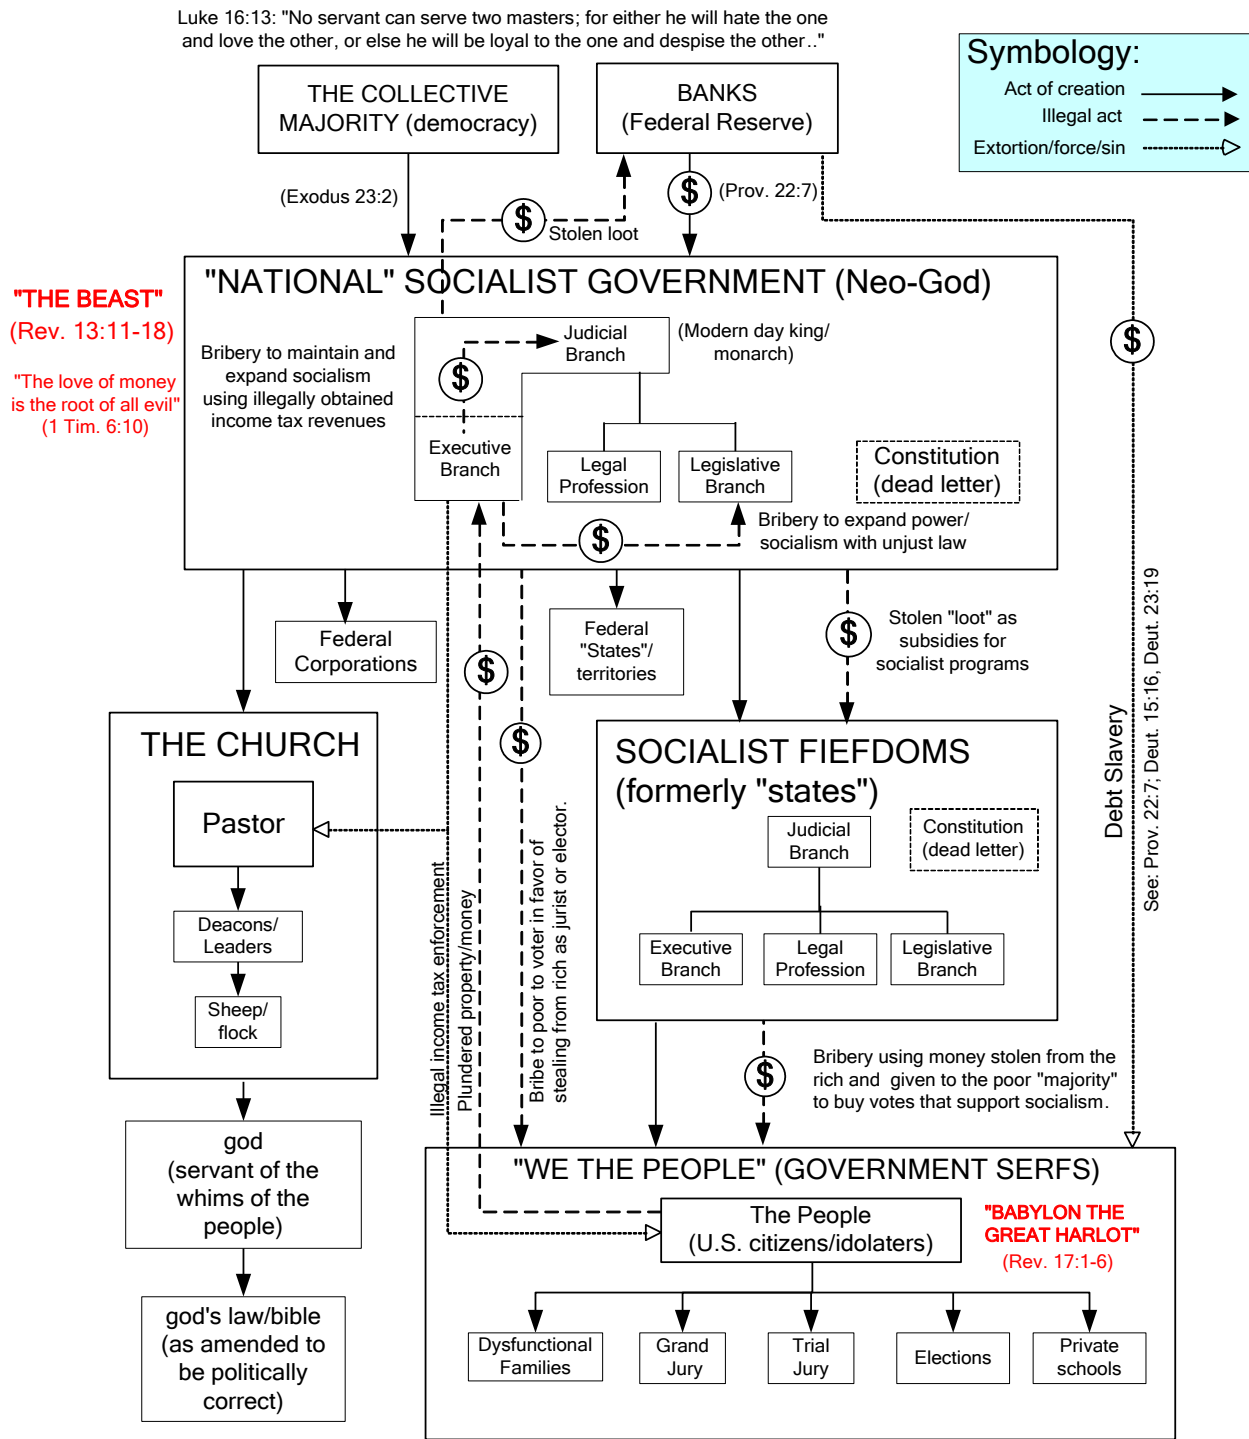 Luke 16:13: "No servant can serve two masters; for either he will hate the one
and love the other, or else he will be loyal to the one and despise the other.."
Symbology:
Act of creation
Illegal act
Extortion/force/sin
THE COLLECTIVE
MAJORITY (democracy)
BANKS
(Federal Reserve)
(Exodus 23:2)
$
Stolen loot
$
(Prov. 22:7)
"NATIONAL" SOCIALIST GOVERNMENT (Neo-God)
"THE BEAST"
(Rev. 13:11-18)
"The love of money
is the root of all evil"
(1 Tim. 6:10)
Bribery to maintain and
expand socialism
using illegally obtained
income tax revenues
$
Judicial
Branch
(Modern day king/
monarch)
Executive
Branch
Legal
Profession
Legislative
Branch
Constitution
(dead letter)
$
Bribery to expand power/
socialism with unjust law
$
Debt Slavery
See: Prov. 22:7; Deut. 15:16, Deut. 23:19
Federal
Corporations
Federal
"States"/
territories
$
Stolen "loot" as
subsidies for
socialist programs
$
$
THE CHURCH
Pastor
Deacons/
Leaders
Sheep/
flock
Illegal income tax enforcement
Plundered property/money
Bribe to poor to voter in favor of
stealing from rich as jurist or elector.
SOCIALIST FIEFDOMS
(formerly "states")
Judicial
Branch
Constitution
(dead letter)
Executive
Branch
Legal
Profession
Legislative
Branch
$
Bribery using money stolen from the
rich and given to the poor "majority"
to buy votes that support socialism.
god
(servant of the
whims of the
people)
god's law/bible
(as amended to
be politically
correct)
"WE THE PEOPLE" (GOVERNMENT SERFS)
The People
(U.S. citizens/idolaters)
"BABYLON THE
GREAT HARLOT"
(Rev. 17:1-6)
Dysfunctional
Families
Grand
Jury
Trial
Jury
Elections
Private
schools